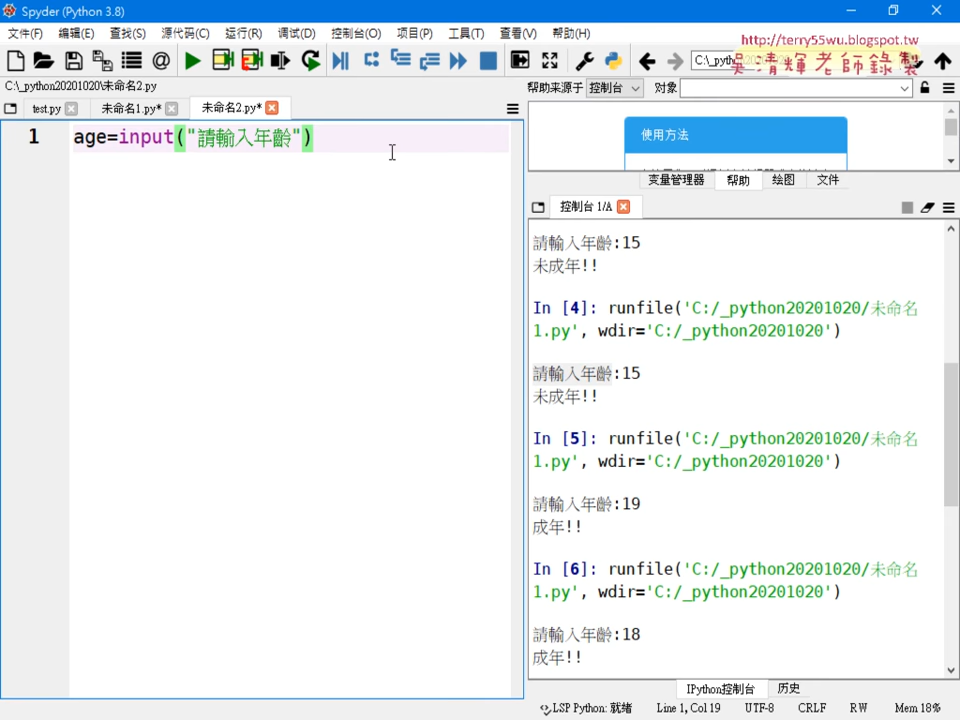 Spyder (Python 3.8)
文件(F) 编辑(E) 查找(S) 源代码(C) 运行(R) 调试(D) 控制台(O) 项目(P) 工具(T) 查看(V) 帮助(H)
http://terry55wu.blogspot.tw
吳清輝老師錄製
C:\_python20201020\未命名2.py
帮助来源于 控制台 对象
test.py 未命名1.py* 未命名2.py*
1 age=input("請輸入年齡")
使用方法
变量管理器 帮助 绘图 文件
控制台 1/A
請輸入年齡:15
未成年!!
In [4]: runfile('C:/_python20201020/未命名
1.py', wdir='C:/_python20201020')
請輸入年齡:15
未成年!!
In [5]: runfile('C:/_python20201020/未命名
1.py', wdir='C:/_python20201020')
請輸入年齡:19
成年!!
In [6]: runfile('C:/_python20201020/未命名
1.py', wdir='C:/_python20201020')
請輸入年齡:18
成年!!
IPython控制台 历史
LSP Python: 就绪 Line 1, Col 19 UTF-8 CRLF RW Mem 18%